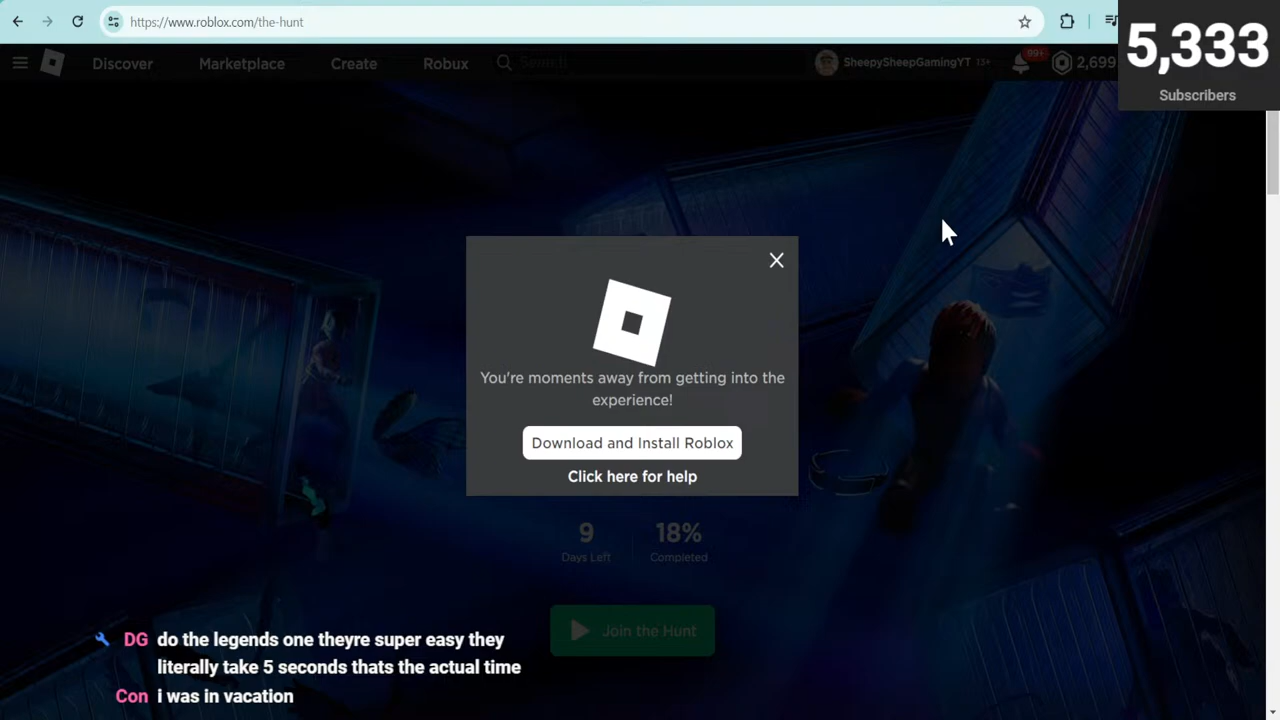 https://www.roblox.com/the-hunt
5,333
Subscribers
Discover Marketplace Create Robux Search SheepySheepGamingYT 13+ 99+ 2,699
You're moments away from getting into the
experience!
Download and Install Roblox
Click here for help
9 18%
Days Left Completed
Join the Hunt
DG do the legends one theyre super easy they
literally take 5 seconds thats the actual time
Con i was in vacation